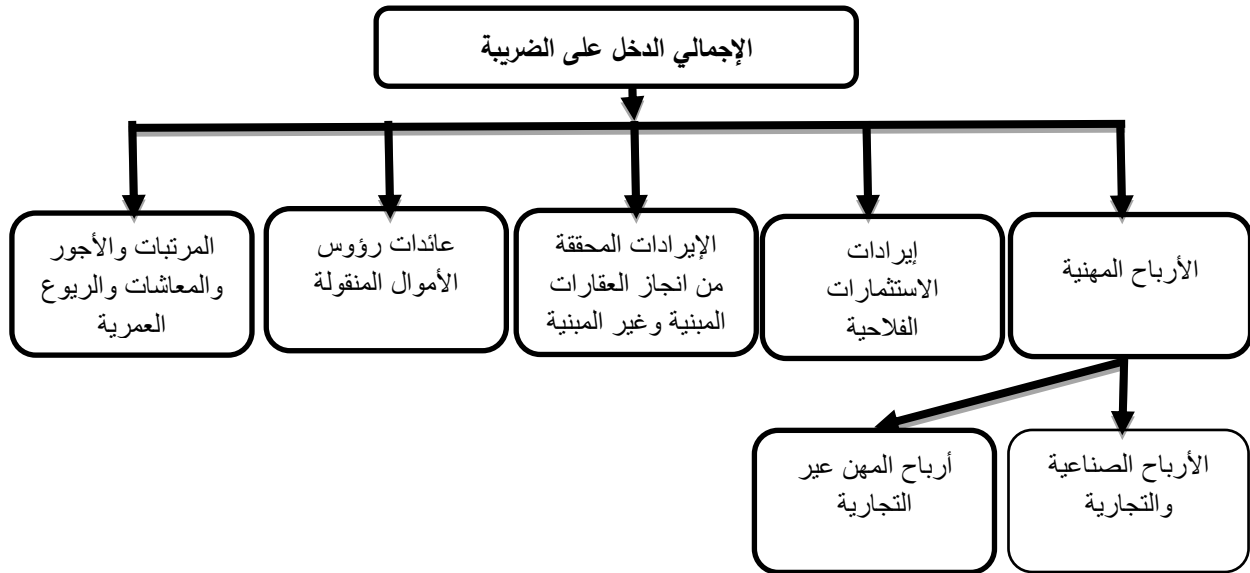 الإجمالي الدخل على الضريبة
الأرباح المهنية
إيرادات
الاستثمارات
الفلاحية
الإيرادات المحققة
من انجاز العقارات
المبنية وغير المبنية
عائدات رؤوس
الأموال المنقولة
المرتبات والأجور
والمعاشات والريوع
العمرية
الأرباح الصناعية
والتجارية
أرباح المهن عير
التجارية